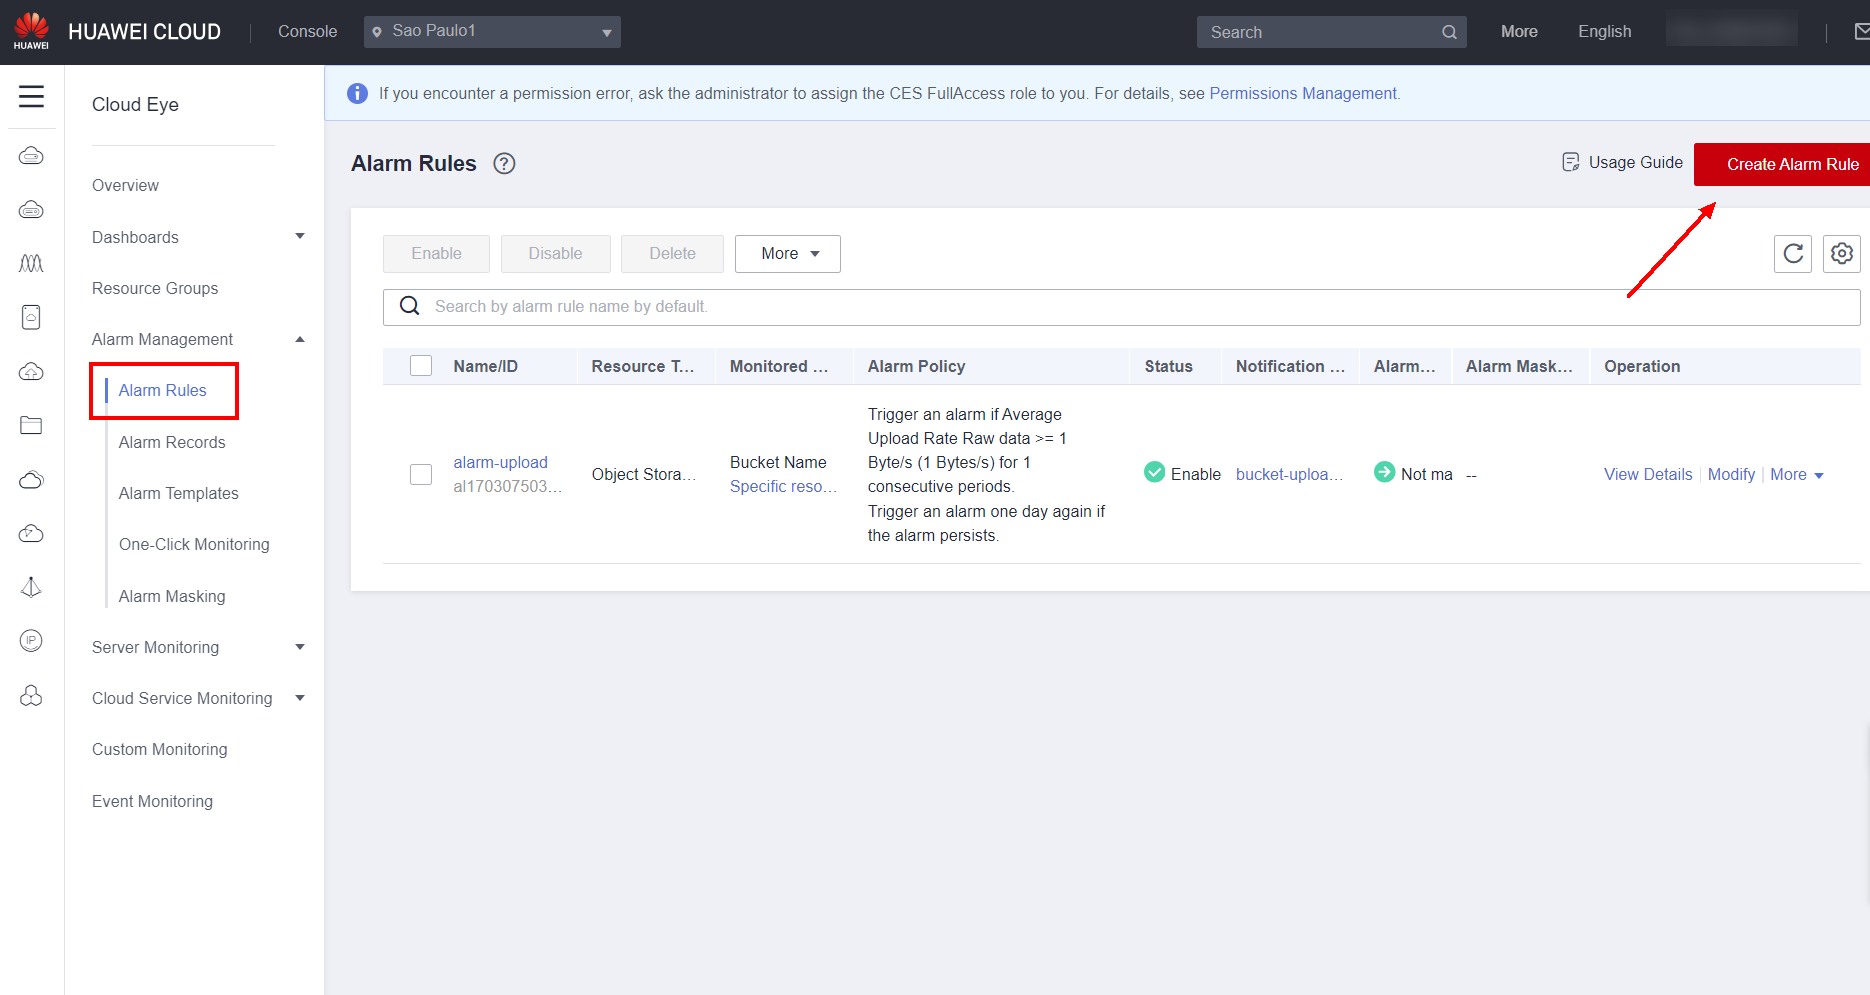 HUAWEI
HUAWEI CLOUD
Console
Sao Paulo1
Search
More
English
Cloud Eye
Overview
Dashboards
Resource Groups
Alarm Management
Alarm Rules
Alarm Records
Alarm Templates
One-Click Monitoring
Alarm Masking
Server Monitoring
Cloud Service Monitoring
Custom Monitoring
Event Monitoring
IP
If you encounter a permission error, ask the administrator to assign the CES FullAccess role to you. For details, see Permissions Management.
Alarm Rules
Usage Guide
Create Alarm Rule
Enable
Disable
Delete
More
Search by alarm rule name by default.
Name/ID
Resource T...
Monitored ...
Alarm Policy
Status
Notification ...
Alarm...
Alarm Mask...
Operation
alarm-upload
al170307503...
Object Stora...
Bucket Name
Specific reso...
Trigger an alarm if Average
Upload Rate Raw data >= 1
Byte/s (1 Bytes/s) for 1
consecutive periods.
Trigger an alarm one day again if
the alarm persists.
Enable
bucket-uploa...
Not ma
--
View Details
Modify
More